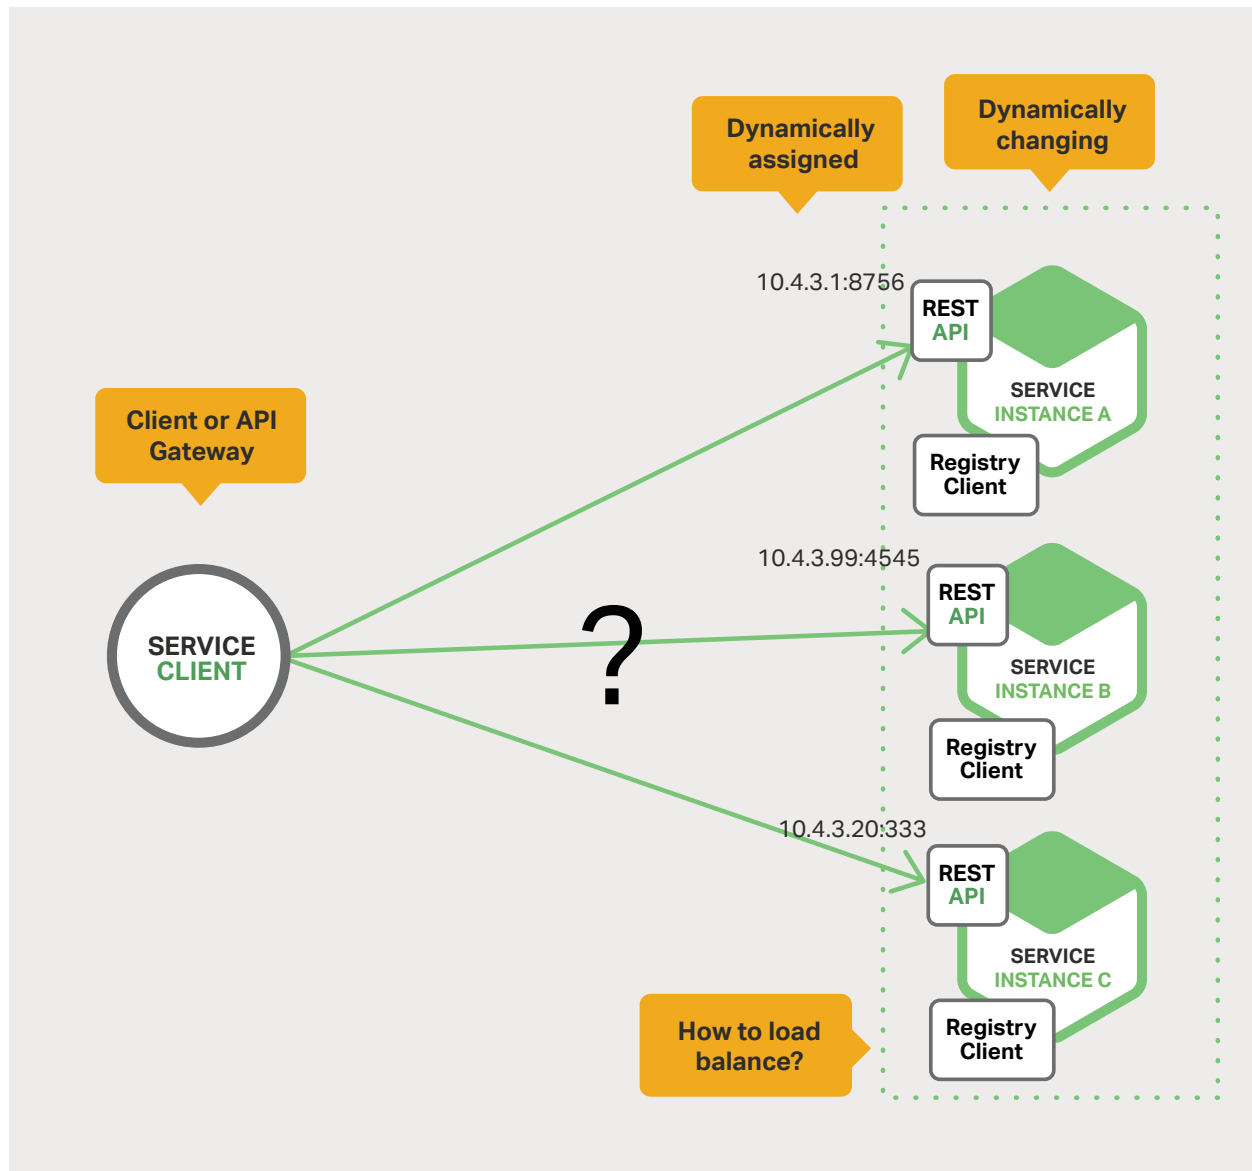 Dynamically
assigned
Dynamically
changing
10.4.3.1:8756
REST
API
SERVICE
INSTANCE A
Registry
Client
Client or API
Gateway
10.4.3.99:4545
REST
API
SERVICE
CLIENT
?
SERVICE
INSTANCE B
Registry
Client
10.4.3.20:333
REST
API
SERVICE
INSTANCE C
Registry
Client
How to load
balance?